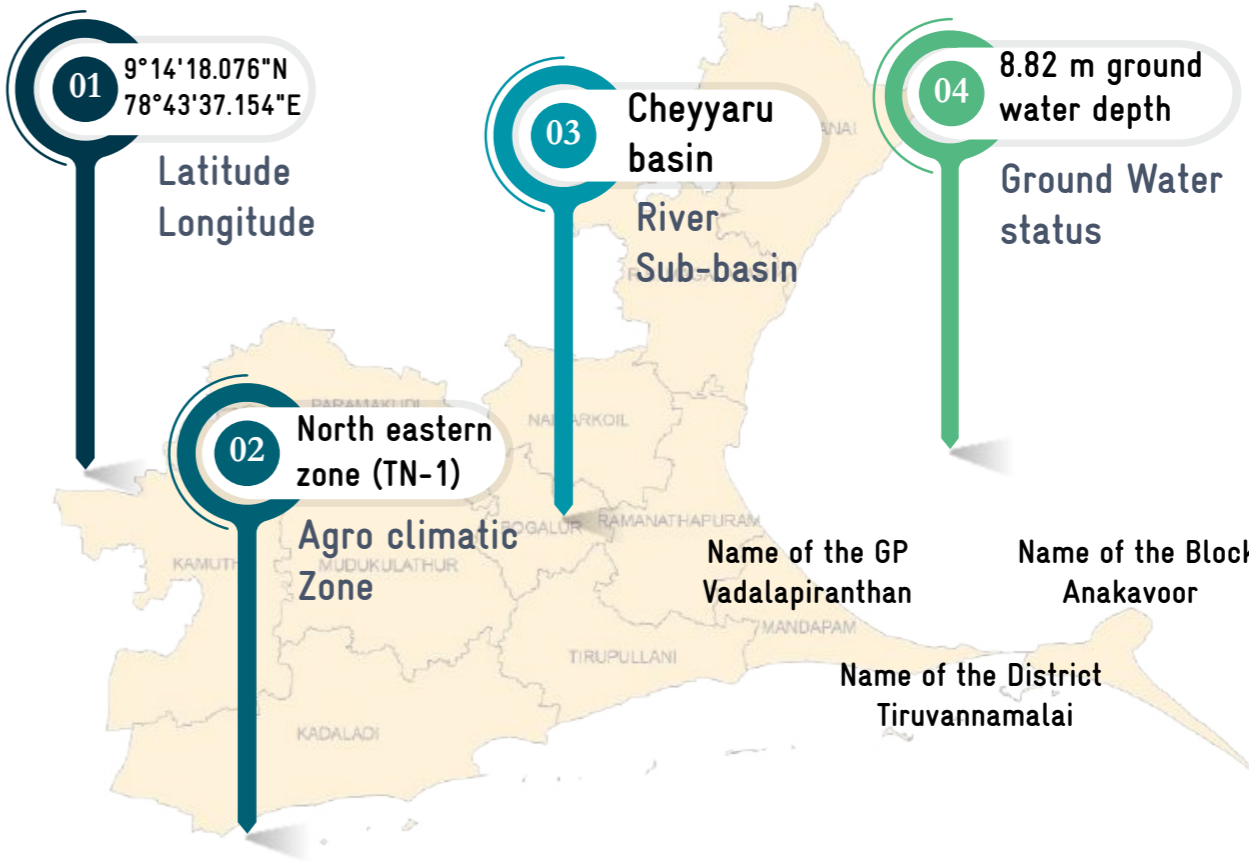 01
9°14'18.076"N
78°43'37.154"E
Latitude
Longitude
03
Cheyyaru
basin
River
Sub-basin
04
8.82 m ground
water depth
Ground Water
status
02
North eastern
zone (TN-1)
Agro climatic
Zone
PARAMAKUDI
BOGALUR
RAMANATHAPURAM
MUDUKULATHUR
TIRUPULLANI
MANDAPAM
KADALADI
Name of the GP
Vadalapiranthan
Name of the Block
Anakavoor
Name of the District
Tiruvannamalai